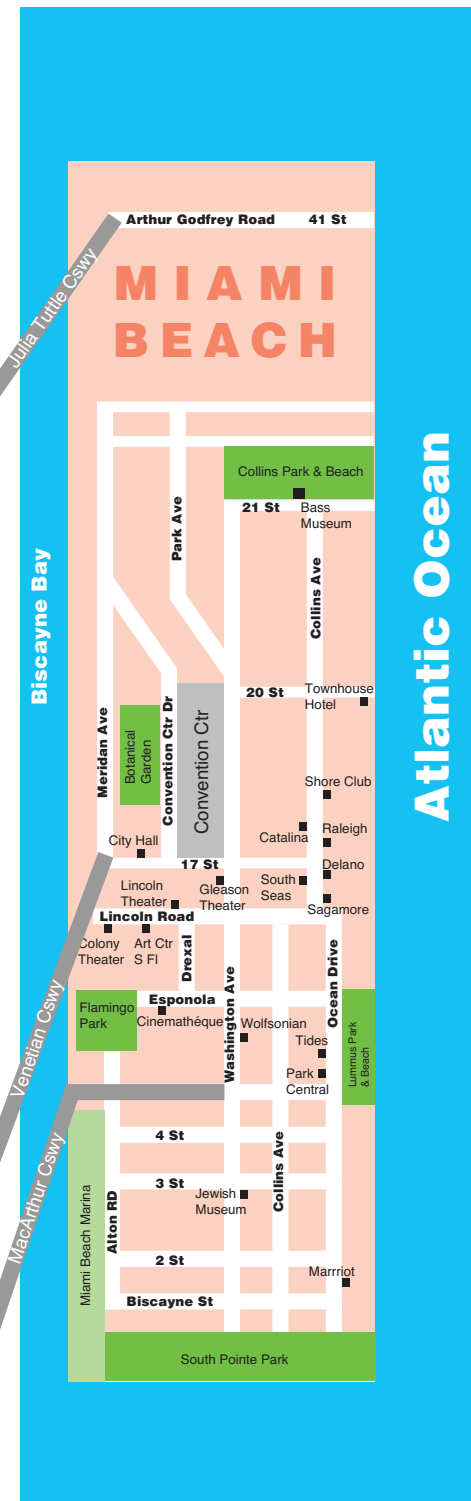 Arthur Godfrey Road 41 St
Julia Tuttle Cswy
MIAMI
BEACH
Collins Park & Beach
21 St
Bass
Museum
Park Ave
Collins Ave
Atlantic Ocean
Biscayne Bay
20 St
Townhouse
Hotel
Meridan Ave
Botanical
Garden
Convention Ctr Dr
Convention Ctr
Shore Club
City Hall
Catalina
Raleigh
17 St
Delano
Lincoln
Theater
Gleason
Theater
South
Seas
Sagamore
Lincoln Road
Colony
Theater
Art Ctr
S Fl
Drexal
Washington Ave
Ocean Drive
Venetian Cswy
Flamingo
Park
Esponola
Cinemathéque
Wolfsonian
Tides
Park
Central
Lummus Park
& Beach
MacArthur Cswy
4 St
Collins Ave
3 St
Jewish
Museum
Miami Beach Marina
Alton RD
2 St
Marrriot
Biscayne St
South Pointe Park